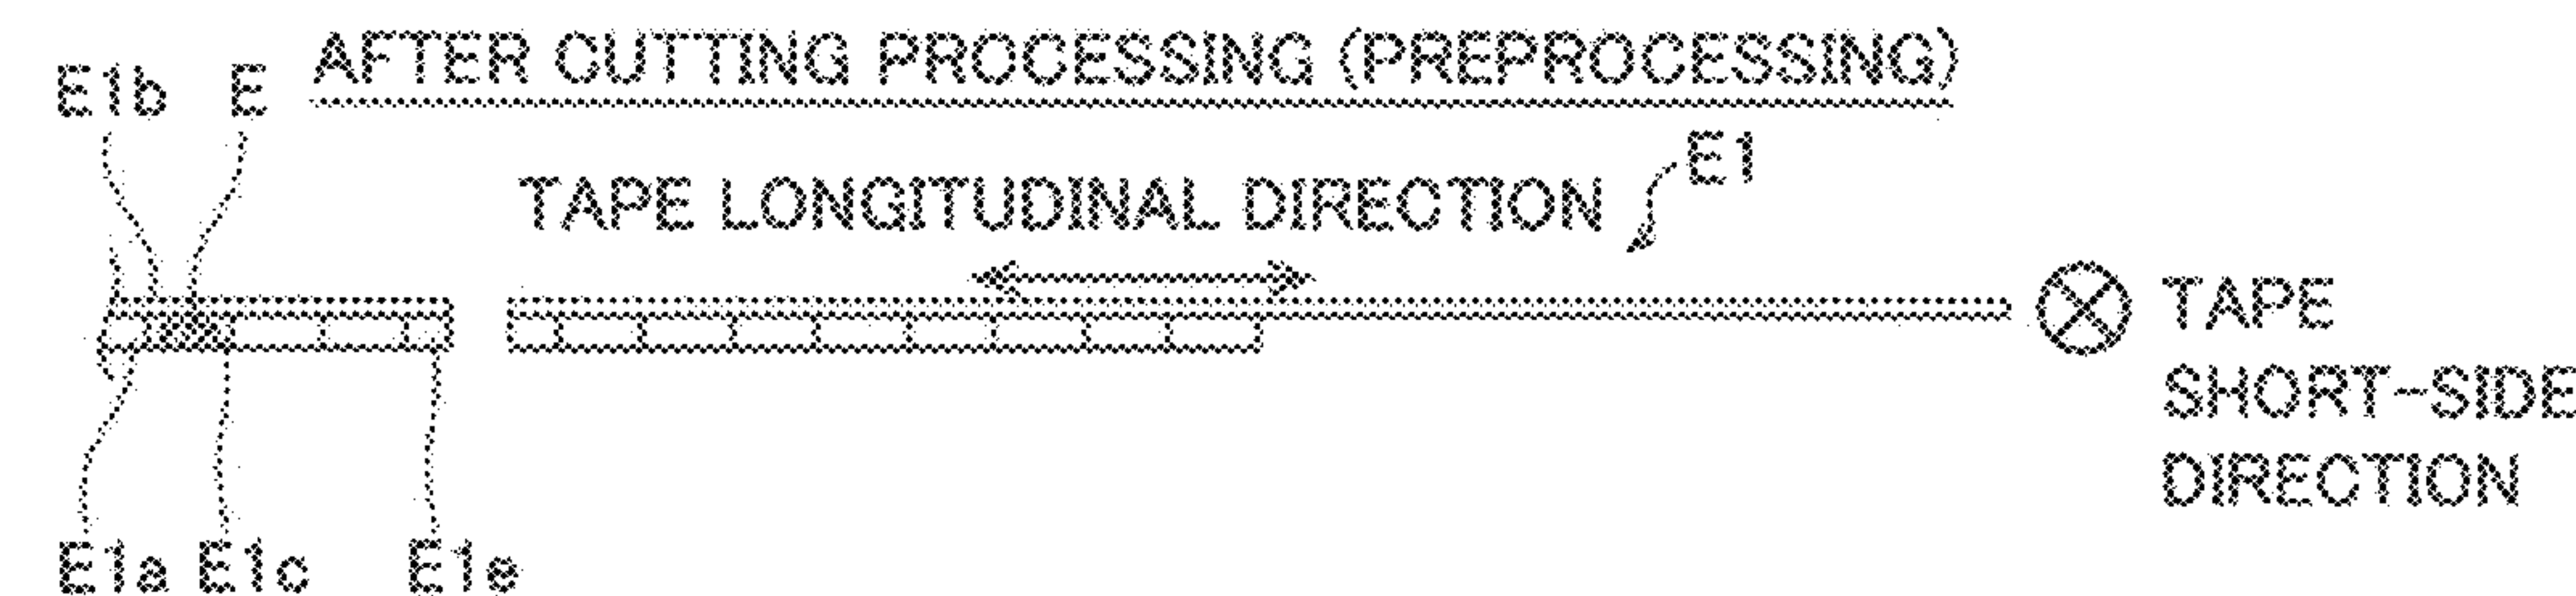 AFTER CUTTING PROCESSING (PREPROCESSING)
E1b E
E1
TAPE LONGITUDINAL DIRECTION
TAPE
SHORT-SIDE
DIRECTION
E1a E1c E1e